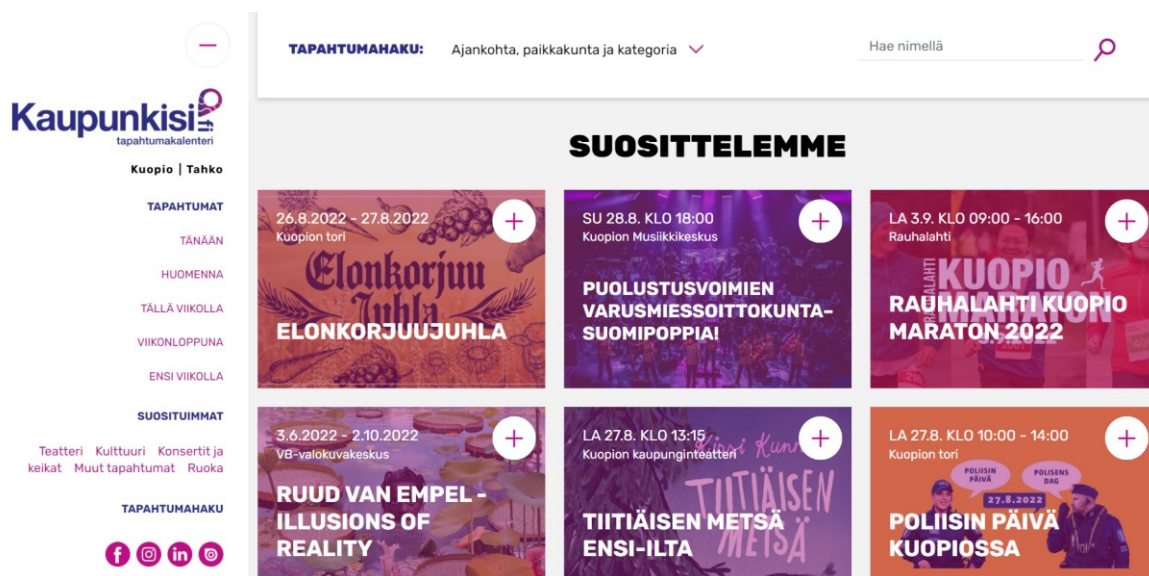 TAPAHTUMAHAKU: Ajankohta, paikkakunta ja kategoria
Hae nimellä
Kaupunkisi.fi
tapahtumakalenteri
Kuopio | Tahko
TAPAHTUMAT
TÄNÄÄN
HUOMENNA
TÄLLÄ VIIKOLLA
VIIKONLOPPUNA
ENSI VIIKOLLA
SUOSITUIMMAT
Teatteri Kulttuuri Konsertit ja
keikat Muut tapahtumat Ruoka
TAPAHTUMAHAKU
SUOSITTELEMME
26.8.2022 - 27.8.2022
Kuopion tori
Elonkorjuu
Juhla
ELONKORJUUJUHLA
SU 28.8. KLO 18:00
Kuopion Musiikkikeskus
PUOLUSTUSVOIMIEN
VARUSMIESSOITTOKUNTA-
SUOMIPOPPIA!
LA 3.9. KLO 09:00 - 16:00
Rauhalahti
RAUHALAHTI
KUOPIO
MARATON
3.9.2022
RAUHALAHTI KUOPIO
MARATON 2022
3.6.2022 - 2.10.2022
VB-valokuvakeskus
RUUD VAN EMPEL -
ILLUSIONS OF
REALITY
LA 27.8. KLO 13:15
Kuopion kaupunginteatteri
Kirsi
TIITIÄISEN
METSÄ
TIITIÄISEN METSÄ
ENSI-ILTA
LA 27.8. KLO 10:00 - 14:00
Kuopion tori
POLIISIN
PÄIVÄ
POLISENS
DAG
27.8.2022
POLIISIN PÄIVÄ
KUOPIOSSA